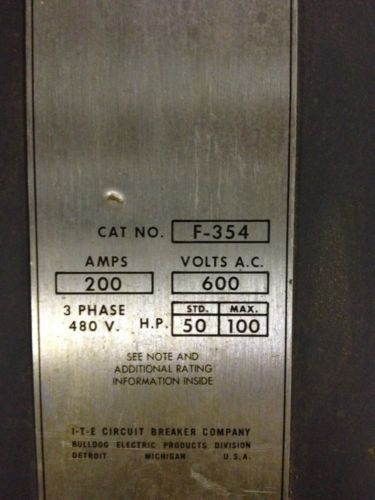 CAT NO. F-354
AMPS VOLTS A.C.
200 600
3 PHASE STD. MAX.
480 V. H.P. 50 100
SEE NOTE AND
ADDITIONAL RATING
INFORMATION INSIDE
I-T-E CIRCUIT BREAKER COMPANY
BULLDOG ELECTRIC PRODUCTS DIVISION
DETROIT MICHIGAN U.S.A.